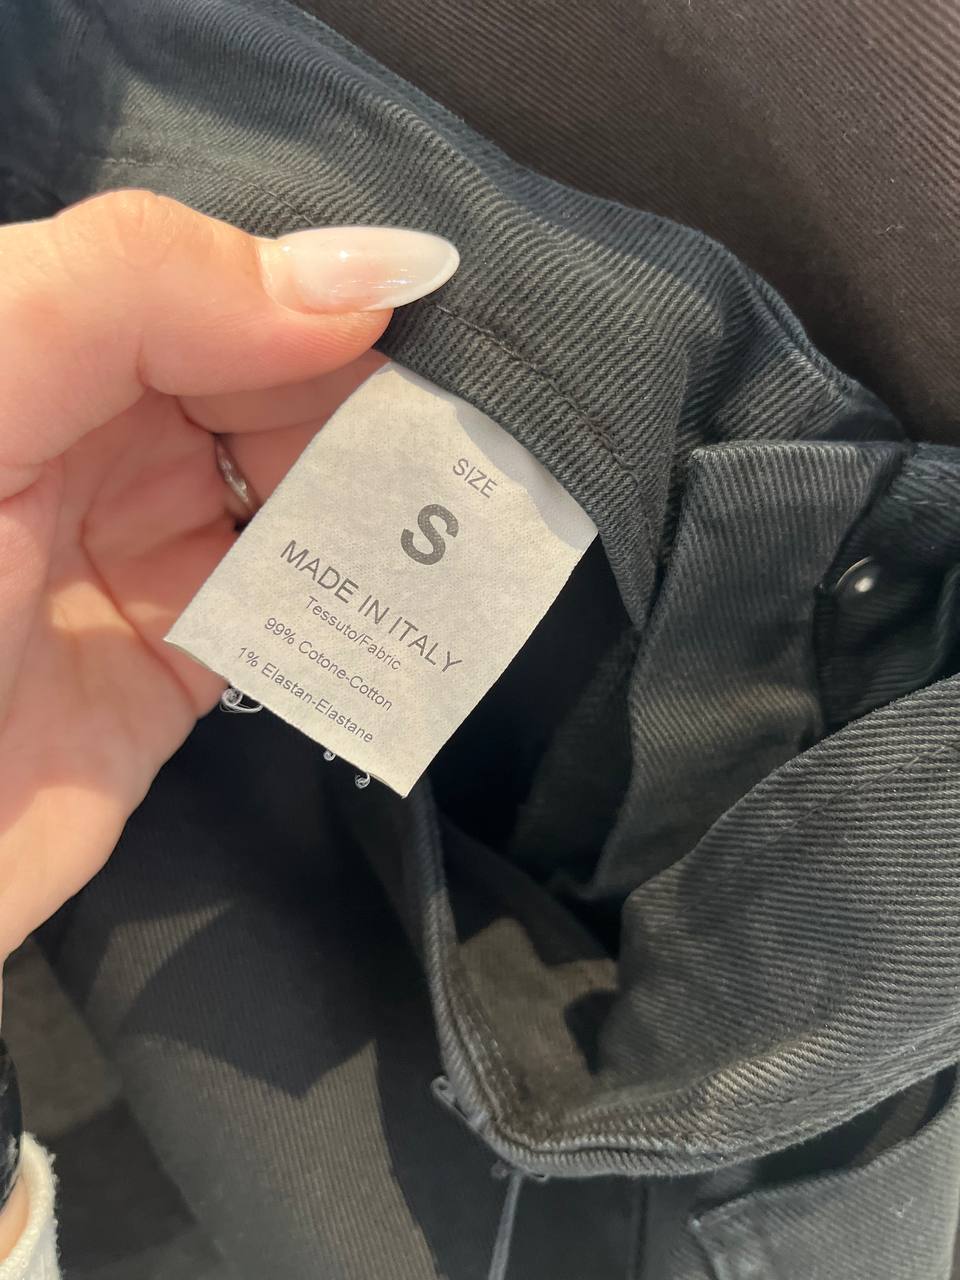 SIZE
S
MADE IN ITALY
Tessuto/Fabric
99% Cotone-Cotton
1% Elastan-Elastane